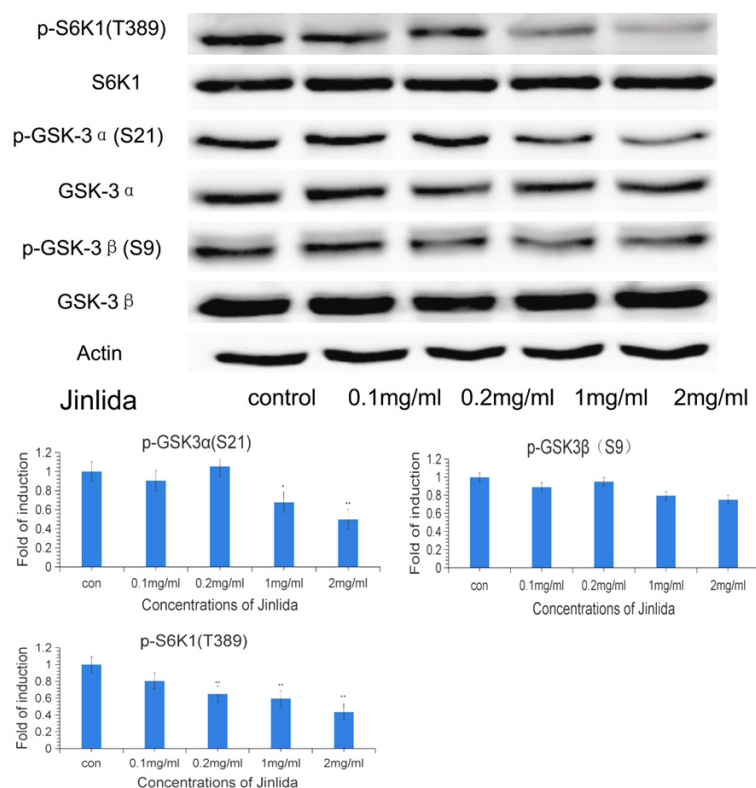 p-S6K1(T389)
S6K1
p-GSK-3α(S21)
GSK-3α
p-GSK-3β(S9)
GSK-3β
Actin
Jinlida control 0.1mg/ml 0.2mg/ml 1mg/ml 2mg/ml
p-GSK3α(S21)
Fold of induction
1.2
1
0.8
0.6
0.4
0.2
0
*
**
con 0.1mg/ml 0.2mg/ml 1mg/ml 2mg/ml
Concentrations of Jinlida
p-GSK3β（S9）
Fold of induction
1.2
1
0.8
0.6
0.4
0.2
0
con 0.1mg/ml 0.2mg/ml 1mg/ml 2mg/ml
Concentrations of Jinlida
p-S6K1(T389)
Fold of induction
1.2
1
0.8
0.6
0.4
0.2
0
**
**
**
con 0.1mg/ml 0.2mg/ml 1mg/ml 2mg/ml
Concentrations of Jinlida